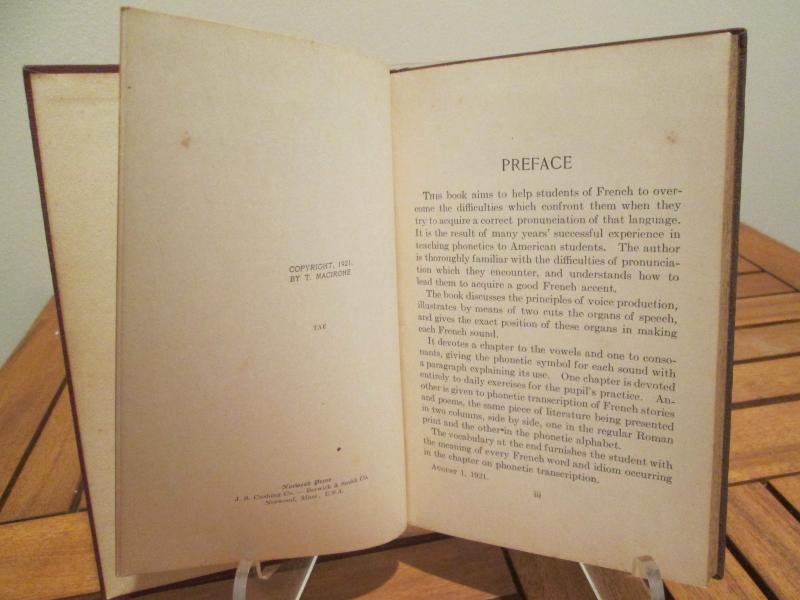 COPYRIGHT, 1921,
BY T. MACIRONE
TAE
Norwood Press
J. S. Cushing Co. — Berwick & Smith Co.
Norwood, Mass., U.S.A.
PREFACE
THIS book aims to help students of French to over-
come the difficulties which confront them when they
try to acquire a correct pronunciation of that language.
It is the result of many years' successful experience in
teaching phonetics to American students. The author
is thoroughly familiar with the difficulties of pronuncia-
tion which they encounter, and understands how to
lead them to acquire a good French accent.
The book discusses the principles of voice production,
illustrates by means of two cuts the organs of speech,
and gives the exact position of these organs in making
each French sound.
It devotes a chapter to the vowels and one to conso-
nants, giving the phonetic symbol for each sound with
a paragraph explaining its use. One chapter is devoted
entirely to daily exercises for the pupil's practice. An-
other is given to phonetic transcription of French stories
and poems, the same piece of literature being presented
in two columns, side by side, one in the regular Roman
print and the other in the phonetic alphabet.
The vocabulary at the end furnishes the student with
the meaning of every French word and idiom occurring
in the chapter on phonetic transcription.
AUGUST 1, 1921.
iii